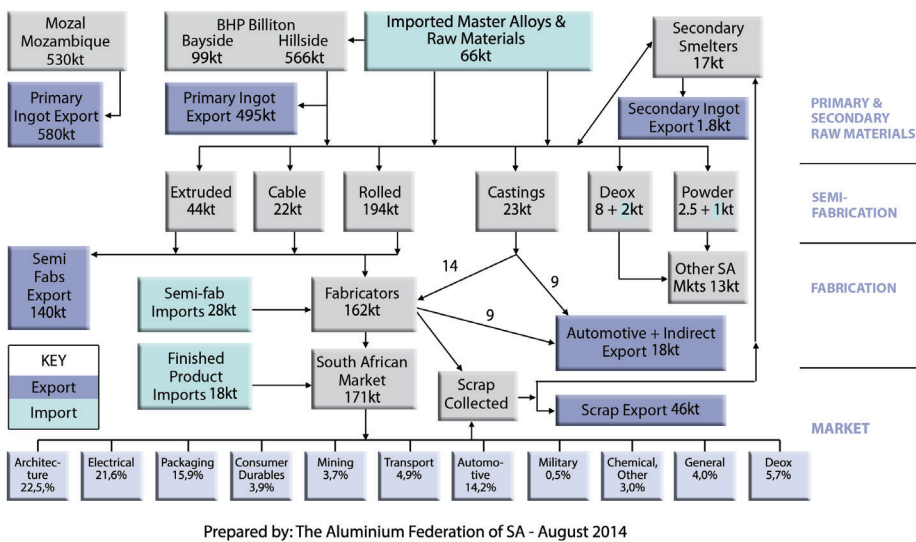 Mozal
Mozambique
530kt
BHP Billiton
Bayside Hillside
99kt 566kt
Imported Master Alloys &
Raw Materials
66kt
Secondary
Smelters
17kt
Primary
Ingot Export
580kt
Primary Ingot
Export 495kt
Secondary Ingot
Export 1.8kt
PRIMARY &
SECONDARY
RAW MATERIALS
Extruded
44kt
Cable
22kt
Rolled
194kt
Castings
23kt
Deox
8 + 2kt
Powder
2.5 + 1kt
SEMI-
FABRICATION
Semi
Fabs
Export
140kt
Semi-fab
Imports 28kt
Fabricators
162kt
14
9
9
Other SA
Mkts 13kt
FABRICATION
Automotive + Indirect
Export 18kt
KEY
Export
Import
Finished
Product
Imports 18kt
South African
Market
171kt
Scrap
Collected
Scrap Export 46kt
MARKET
Architec-
ture
22,5,%
Electrical
21,6%
Packaging
15,9%
Consumer
Durables
3,9%
Mining
3,7%
Transport
4,9%
Automo-
tive
14,2%
Military
0,5%
Chemical,
Other
3,0%
General
4,0%
Deox
5,7%
Prepared by: The Aluminium Federation of SA - August 2014